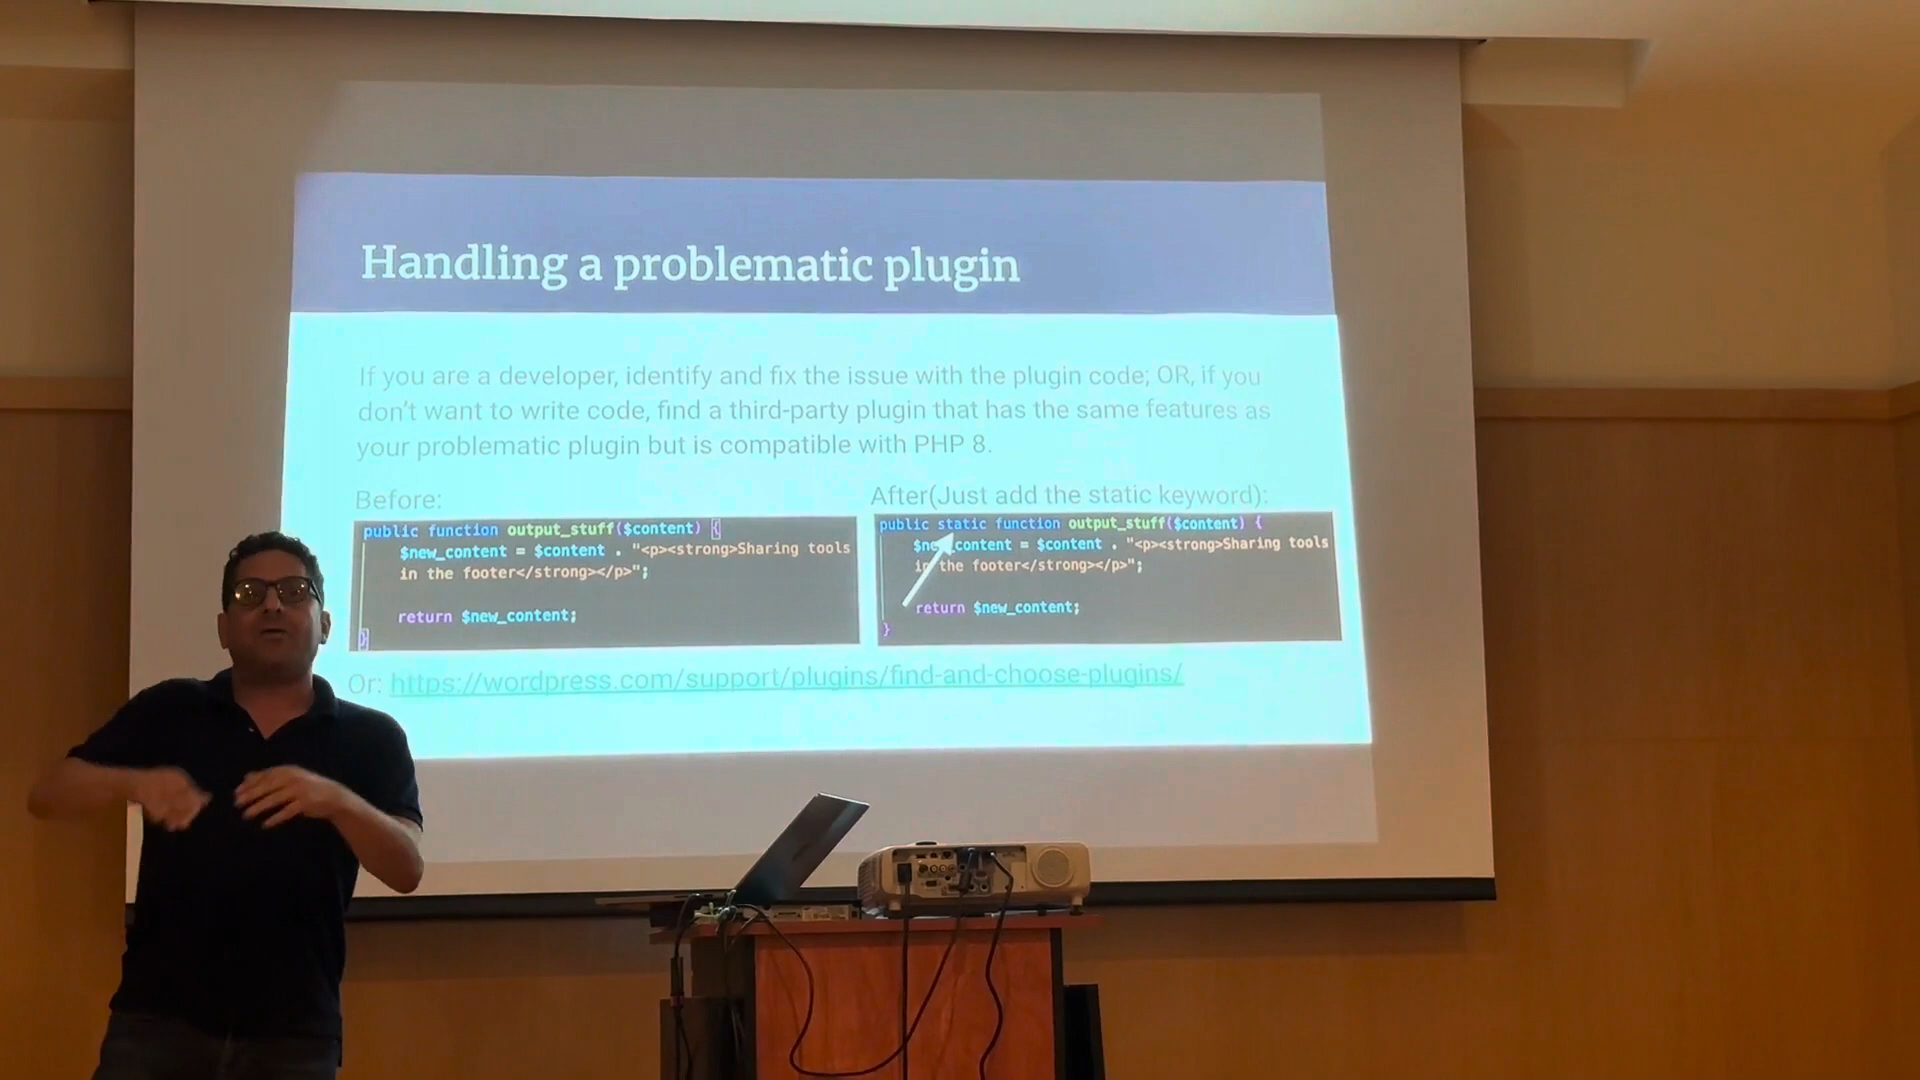 Handling a problematic plugin
If you are a developer, identify and fix the issue with the plugin code; OR, if you
don't want to write code, find a third-party plugin that has the same features as
your problematic plugin but is compatible with PHP 8.
Before:
public function output_stuff($content) {
$new_content = $content . "<p><strong>Sharing tools
in the footer</strong></p>";
return $new_content;
}
After(Just add the static keyword):
public static function output_stuff($content) {
$new_content = $content . "<p><strong>Sharing tools
in the footer</strong></p>";
return $new_content;
}
Or: https://wordpress.com/support/plugins/find-and-choose-plugins/